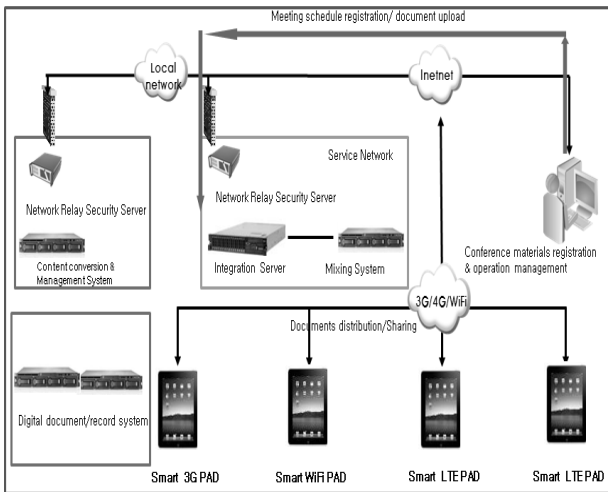 Meeting schedule registration/ document upload
Local
network
Inetnet
Service Network
Network Relay Security Server
Network Relay Security Server
Content conversion &
Management System
Integration Server
Mixing System
Conference materials registration
& operation management
3G/4G/WiFi
Documents distribution/Sharing
Digital document/record system
Smart 3G PAD
Smart WiFi PAD
Smart LTE PAD
Smart LTE PAD